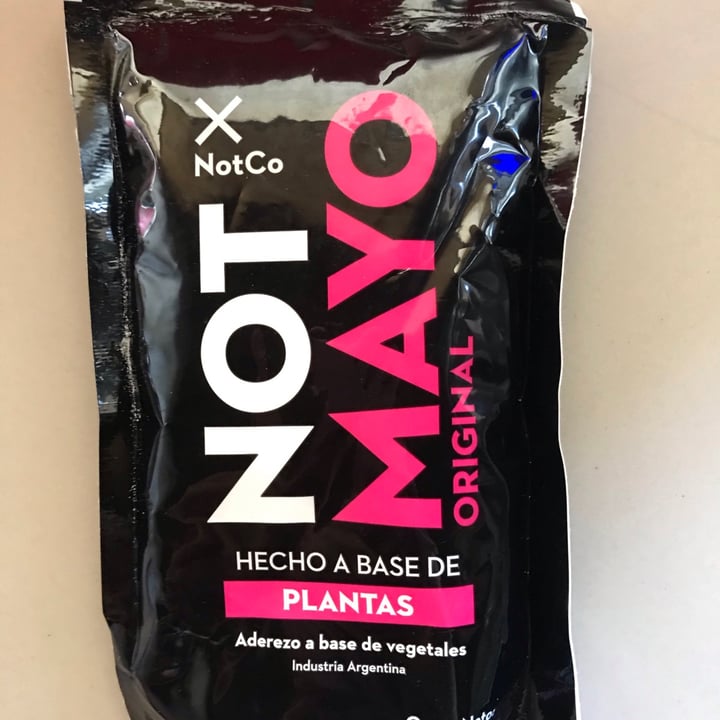 NotCo
NOT
MAYO
ORIGINAL
HECHO A BASE DE
PLANTAS
Aderezo a base de vegetales
Industria Argentina